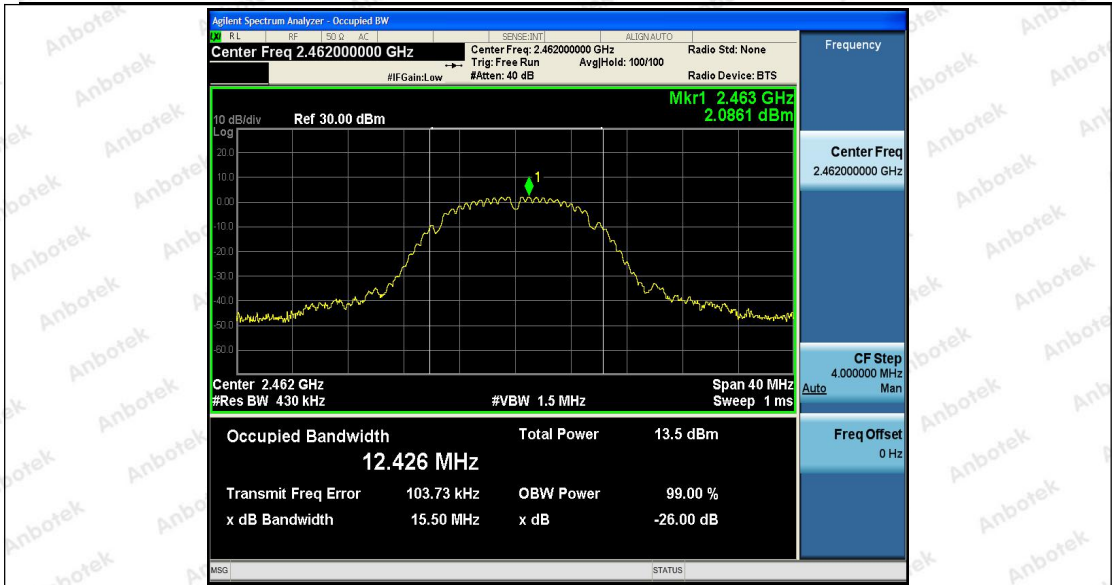 Agilent Spectrum Analyzer - Occupied BW
RL RF 50 Ω AC SENSE:INT ALIGNAUTO
Center Freq 2.462000000 GHz
Center Freq: 2.462000000 GHz Radio Std: None
Trig: Free Run Avg|Hold: 100/100
#IFGain:Low #Atten: 40 dB Radio Device: BTS
Mkr1 2.463 GHz
2.0861 dBm
10 dB/div Ref 30.00 dBm
Log
20.0
10.0
0.00
-10.0
-20.0
-30.0
-40.0
-50.0
-60.0
1
Center 2.462 GHz Span 40 MHz
#Res BW 430 kHz #VBW 1.5 MHz Sweep 1 ms
Occupied Bandwidth Total Power 13.5 dBm
12.426 MHz
Transmit Freq Error 103.73 kHz OBW Power 99.00 %
x dB Bandwidth 15.50 MHz x dB -26.00 dB
MSG STATUS
Frequency
Center Freq
2.462000000 GHz
CF Step
4.000000 MHz
Auto Man
Freq Offset
0 Hz
Anbotek